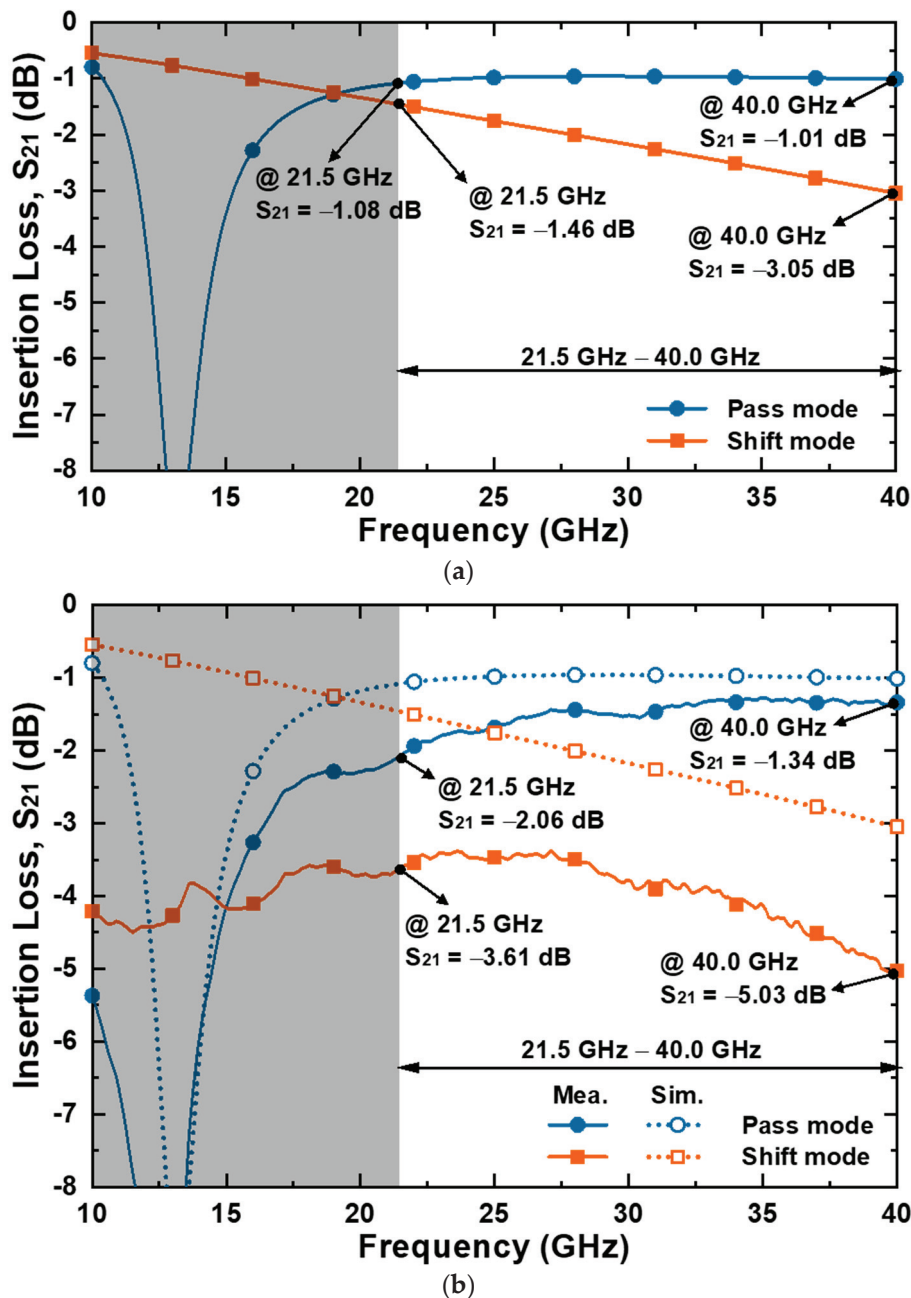 0
-1
-2
-3
-4
-5
-6
-7
-8
Insertion Loss, S21 (dB)
@ 40.0 GHz
S21 = −1.01 dB
@ 21.5 GHz
S21 = −1.08 dB
@ 21.5 GHz
S21 = −1.46 dB
@ 40.0 GHz
S21 = −3.05 dB
21.5 GHz − 40.0 GHz
Pass mode
Shift mode
10 15 20 25 30 35 40
Frequency (GHz)
(a)
0
-1
-2
-3
-4
-5
-6
-7
-8
Insertion Loss, S21 (dB)
@ 40.0 GHz
S21 = −1.34 dB
@ 21.5 GHz
S21 = −2.06 dB
@ 21.5 GHz
S21 = −3.61 dB
@ 40.0 GHz
S21 = −5.03 dB
21.5 GHz − 40.0 GHz
Mea. Sim.
Pass mode
Shift mode
10 15 20 25 30 35 40
Frequency (GHz)
(b)